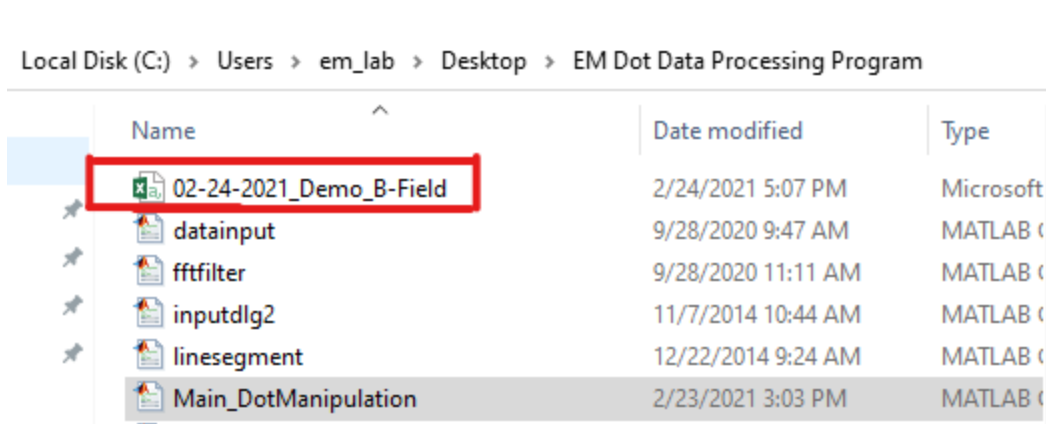 Local Disk (C:) > Users > em_lab > Desktop > EM Dot Data Processing Program
Name Date modified Type
02-24-2021_Demo_B-Field 2/24/2021 5:07 PM Microsoft
datainput 9/28/2020 9:47 AM MATLAB
fftfilter 9/28/2020 11:11 AM MATLAB
inputdlg2 11/7/2014 10:44 AM MATLAB
linesegment 12/22/2014 9:24 AM MATLAB
Main_DotManipulation 2/23/2021 3:03 PM MATLAB